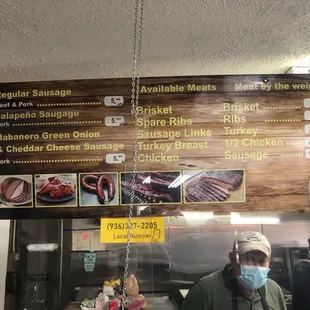 Regular Sausage
Beef & Pork
Jalapeño Saugage
Pork
Habanero Green Onion
& Cheddar Cheese Sausage
Pork
Available Meats
Brisket
Spare Ribs
Sausage Links
Turkey Breast
Chicken
Meat by the wei
Brisket
Ribs
Turkey
1/2 Chicken
Sausage
(936)327-2205
Local Number